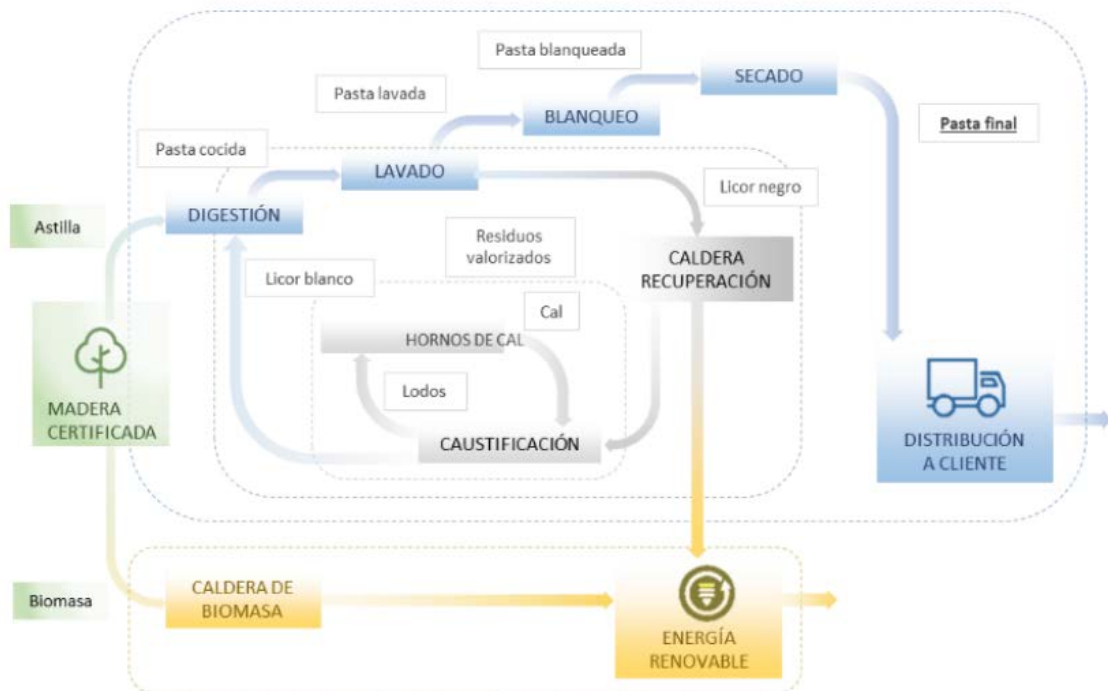 Pasta blanqueada
SECADO
Pasta lavada
BLANQUEO
Pasta final
Pasta cocida
LAVADO
Licor negro
Astilla
DIGESTIÓN
Residuos
valorizados
CALDERA
RECUPERACIÓN
Licor blanco
Cal
HORNOS DE CAL
Lodos
MADERA
CERTIFICADA
CAUSTIFICACIÓN
DISTRIBUCIÓN
A CLIENTE
Biomasa
CALDERA DE
BIOMASA
ENERGÍA
RENOVABLE